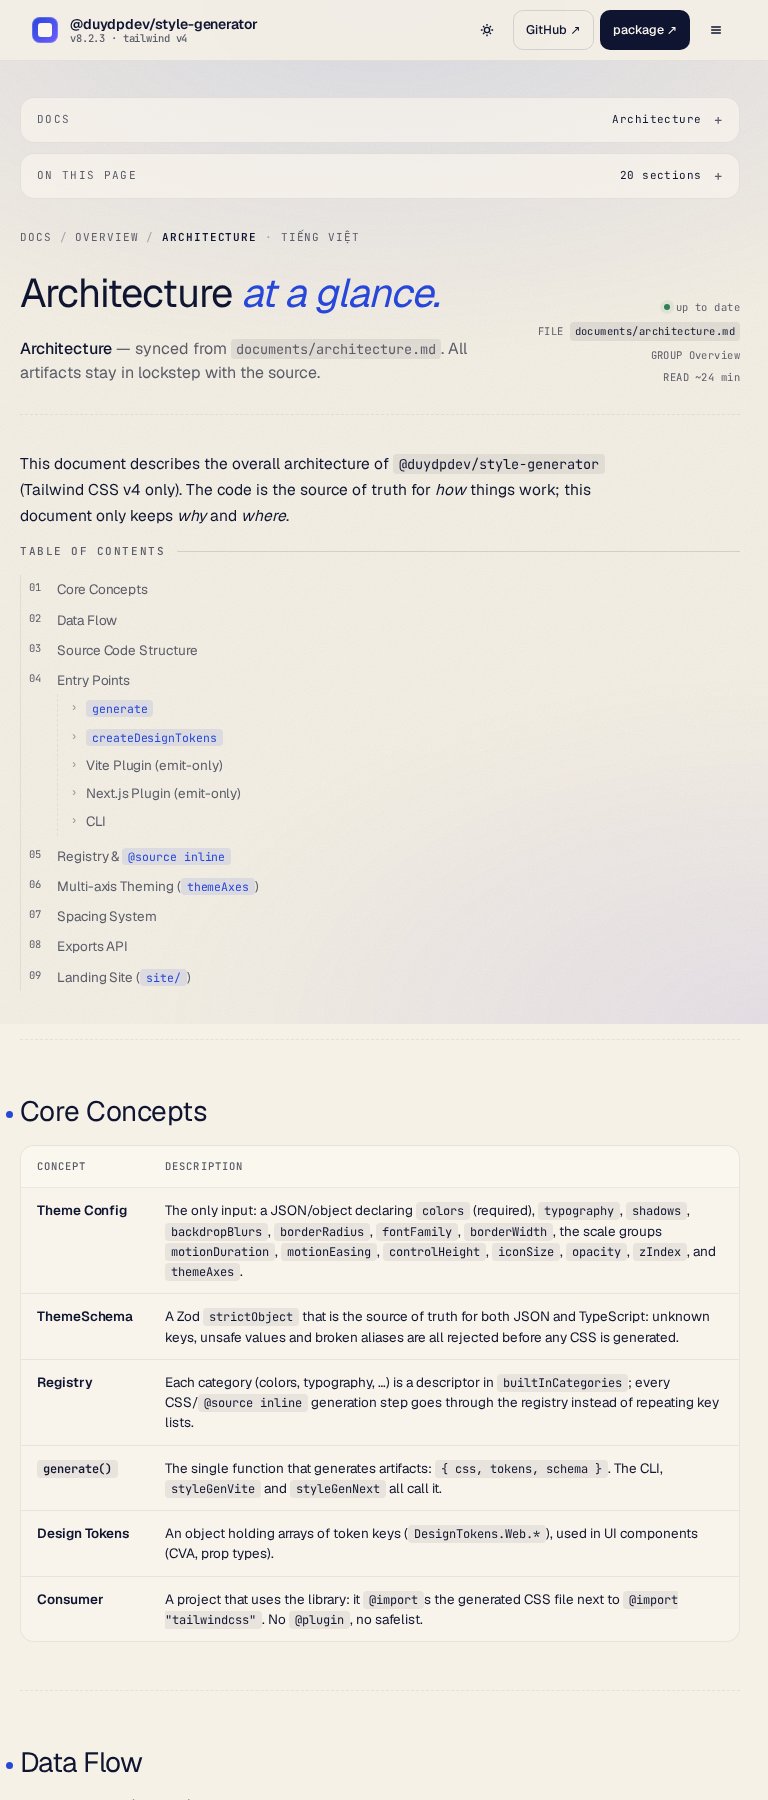 @duydpdev/style-generator
v8.2.3 · tailwind v4
GitHub ↗
package ↗
DOCS
Architecture +
ON THIS PAGE
20 sections +
DOCS / OVERVIEW / ARCHITECTURE · TIẾNG VIỆT
Architecture at a glance.
up to date
FILE documents/architecture.md
GROUP Overview
READ ~24 min
Architecture — synced from documents/architecture.md. All
artifacts stay in lockstep with the source.
This document describes the overall architecture of @duydpdev/style-generator
(Tailwind CSS v4 only). The code is the source of truth for how things work; this
document only keeps why and where.
TABLE OF CONTENTS
01 Core Concepts
02 Data Flow
03 Source Code Structure
04 Entry Points
› generate
› createDesignTokens
› Vite Plugin (emit-only)
› Next.js Plugin (emit-only)
› CLI
05 Registry & @source inline
06 Multi-axis Theming (themeAxes)
07 Spacing System
08 Exports API
09 Landing Site (site/)
Core Concepts
CONCEPT DESCRIPTION
Theme Config
The only input: a JSON/object declaring colors (required), typography, shadows,
backdropBlurs, borderRadius, fontFamily, borderWidth, the scale groups
motionDuration, motionEasing, controlHeight, iconSize, opacity, zIndex, and
themeAxes.
ThemeSchema
A Zod strictObject that is the source of truth for both JSON and TypeScript: unknown
keys, unsafe values and broken aliases are all rejected before any CSS is generated.
Registry
Each category (colors, typography, …) is a descriptor in builtInCategories; every
CSS/@source inline generation step goes through the registry instead of repeating key
lists.
generate()
The single function that generates artifacts: { css, tokens, schema }. The CLI,
styleGenVite and styleGenNext all call it.
Design Tokens
An object holding arrays of token keys (DesignTokens.Web.*), used in UI components
(CVA, prop types).
Consumer
A project that uses the library: it @imports the generated CSS file next to @import
"tailwindcss". No @plugin, no safelist.
Data Flow